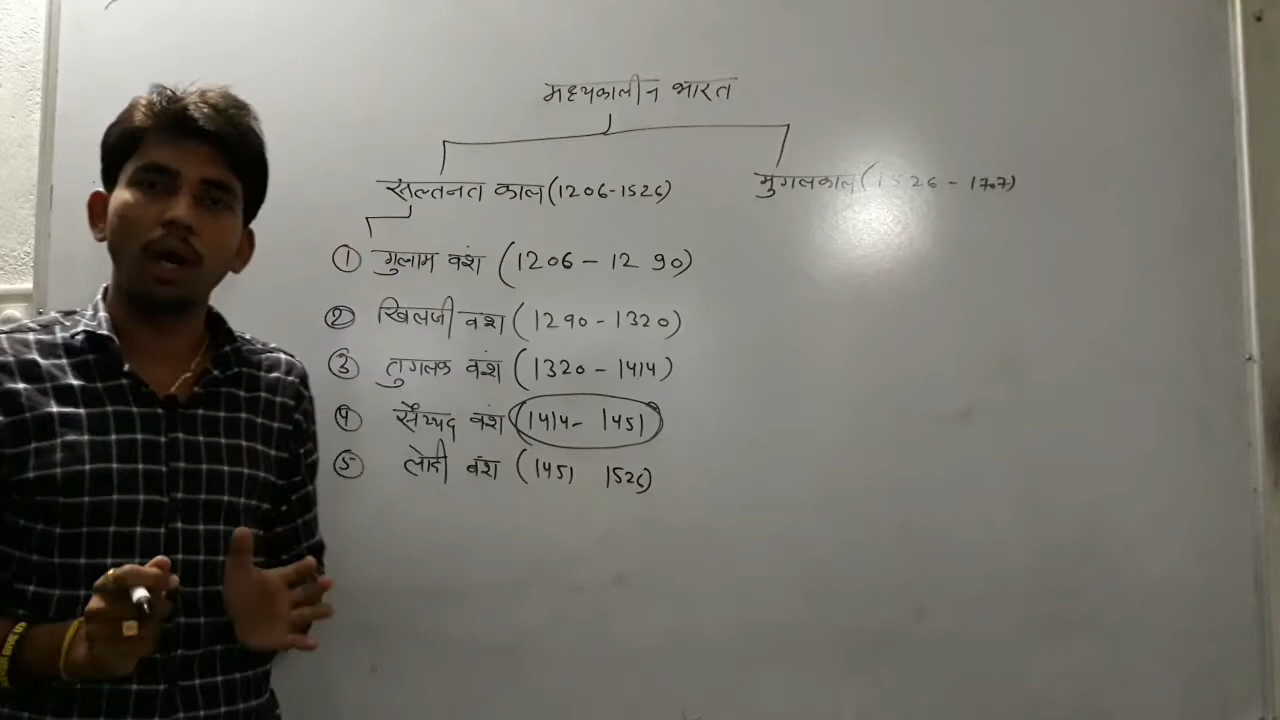 मध्यकालीन भारत
सल्तनत काल (1206-1526) मुगलकाल (1526 - 1707)
① गुलाम वंश (1206 - 1290)
② खिलजी वंश (1290 - 1320)
③ तुगलक वंश (1320 - 1414)
④ सैय्यद वंश (1414 - 1451)
⑤ लोदी वंश (1451 1526)